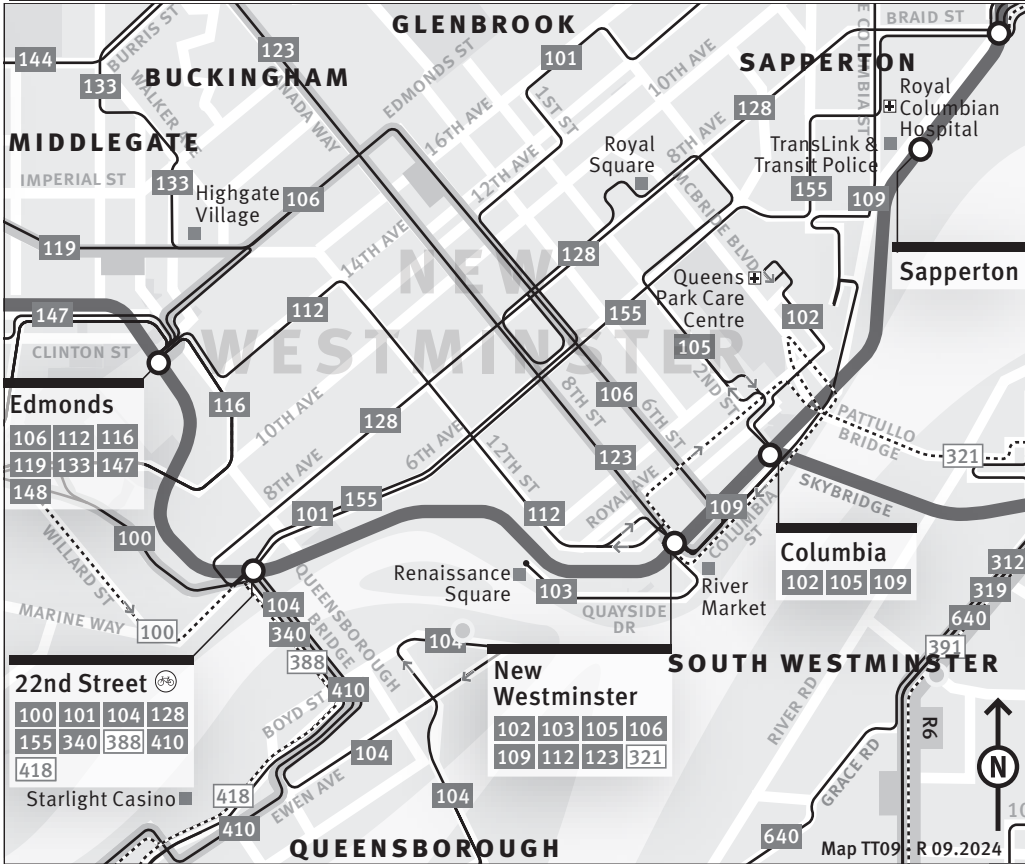 GLENBROOK
BRAID ST
E COLUMBIA ST
BURRIS ST
123
144
133
BUCKINGHAM
EDMONDS ST
101
10TH AVE
SAPPERTON
Royal
Columbian
Hospital
WALKER AVE
CANADA WAY
16TH AVE
1ST ST
128
MIDDLEGATE
Royal
Square
8TH AVE
TransLink &
Transit Police
IMPERIAL ST
133
Highgate
Village
106
12TH AVE
MCBRIDE BLVD
155
109
119
14TH AVE
128
NEW
WESTMINSTER
Sapperton
Queens
Park Care
Centre
147
112
155
102
CLINTON ST
105
Edmonds
106 112 116
119 133 147
148
116
10TH AVE
8TH ST
106
6TH ST
2ND ST
128
PATTULLO
BRIDGE
321
8TH AVE
6TH AVE
12TH ST
123
SKYBRIDGE
ROYAL AVE
155
101
112
109
COLUMBIA
ST
100
WILLARD ST
Columbia
102 105 109
312
319
640
391
Renaissance
Square
103
River
Market
QUAYSIDE
DR
MARINE WAY
100
104
340
388
410
QUEENSBOROUGH
BRIDGE
104
22nd Street
100 101 104 128
155 340 388 410
418
New
Westminster
102 103 105 106
109 112 123 321
SOUTH WESTMINSTER
BOYD ST
RIVER RD
R6
104
GRACE RD
N
Starlight Casino
418
410
EWEN AVE
104
640
10
QUEENSBOROUGH
Map TT09 R 09.2024